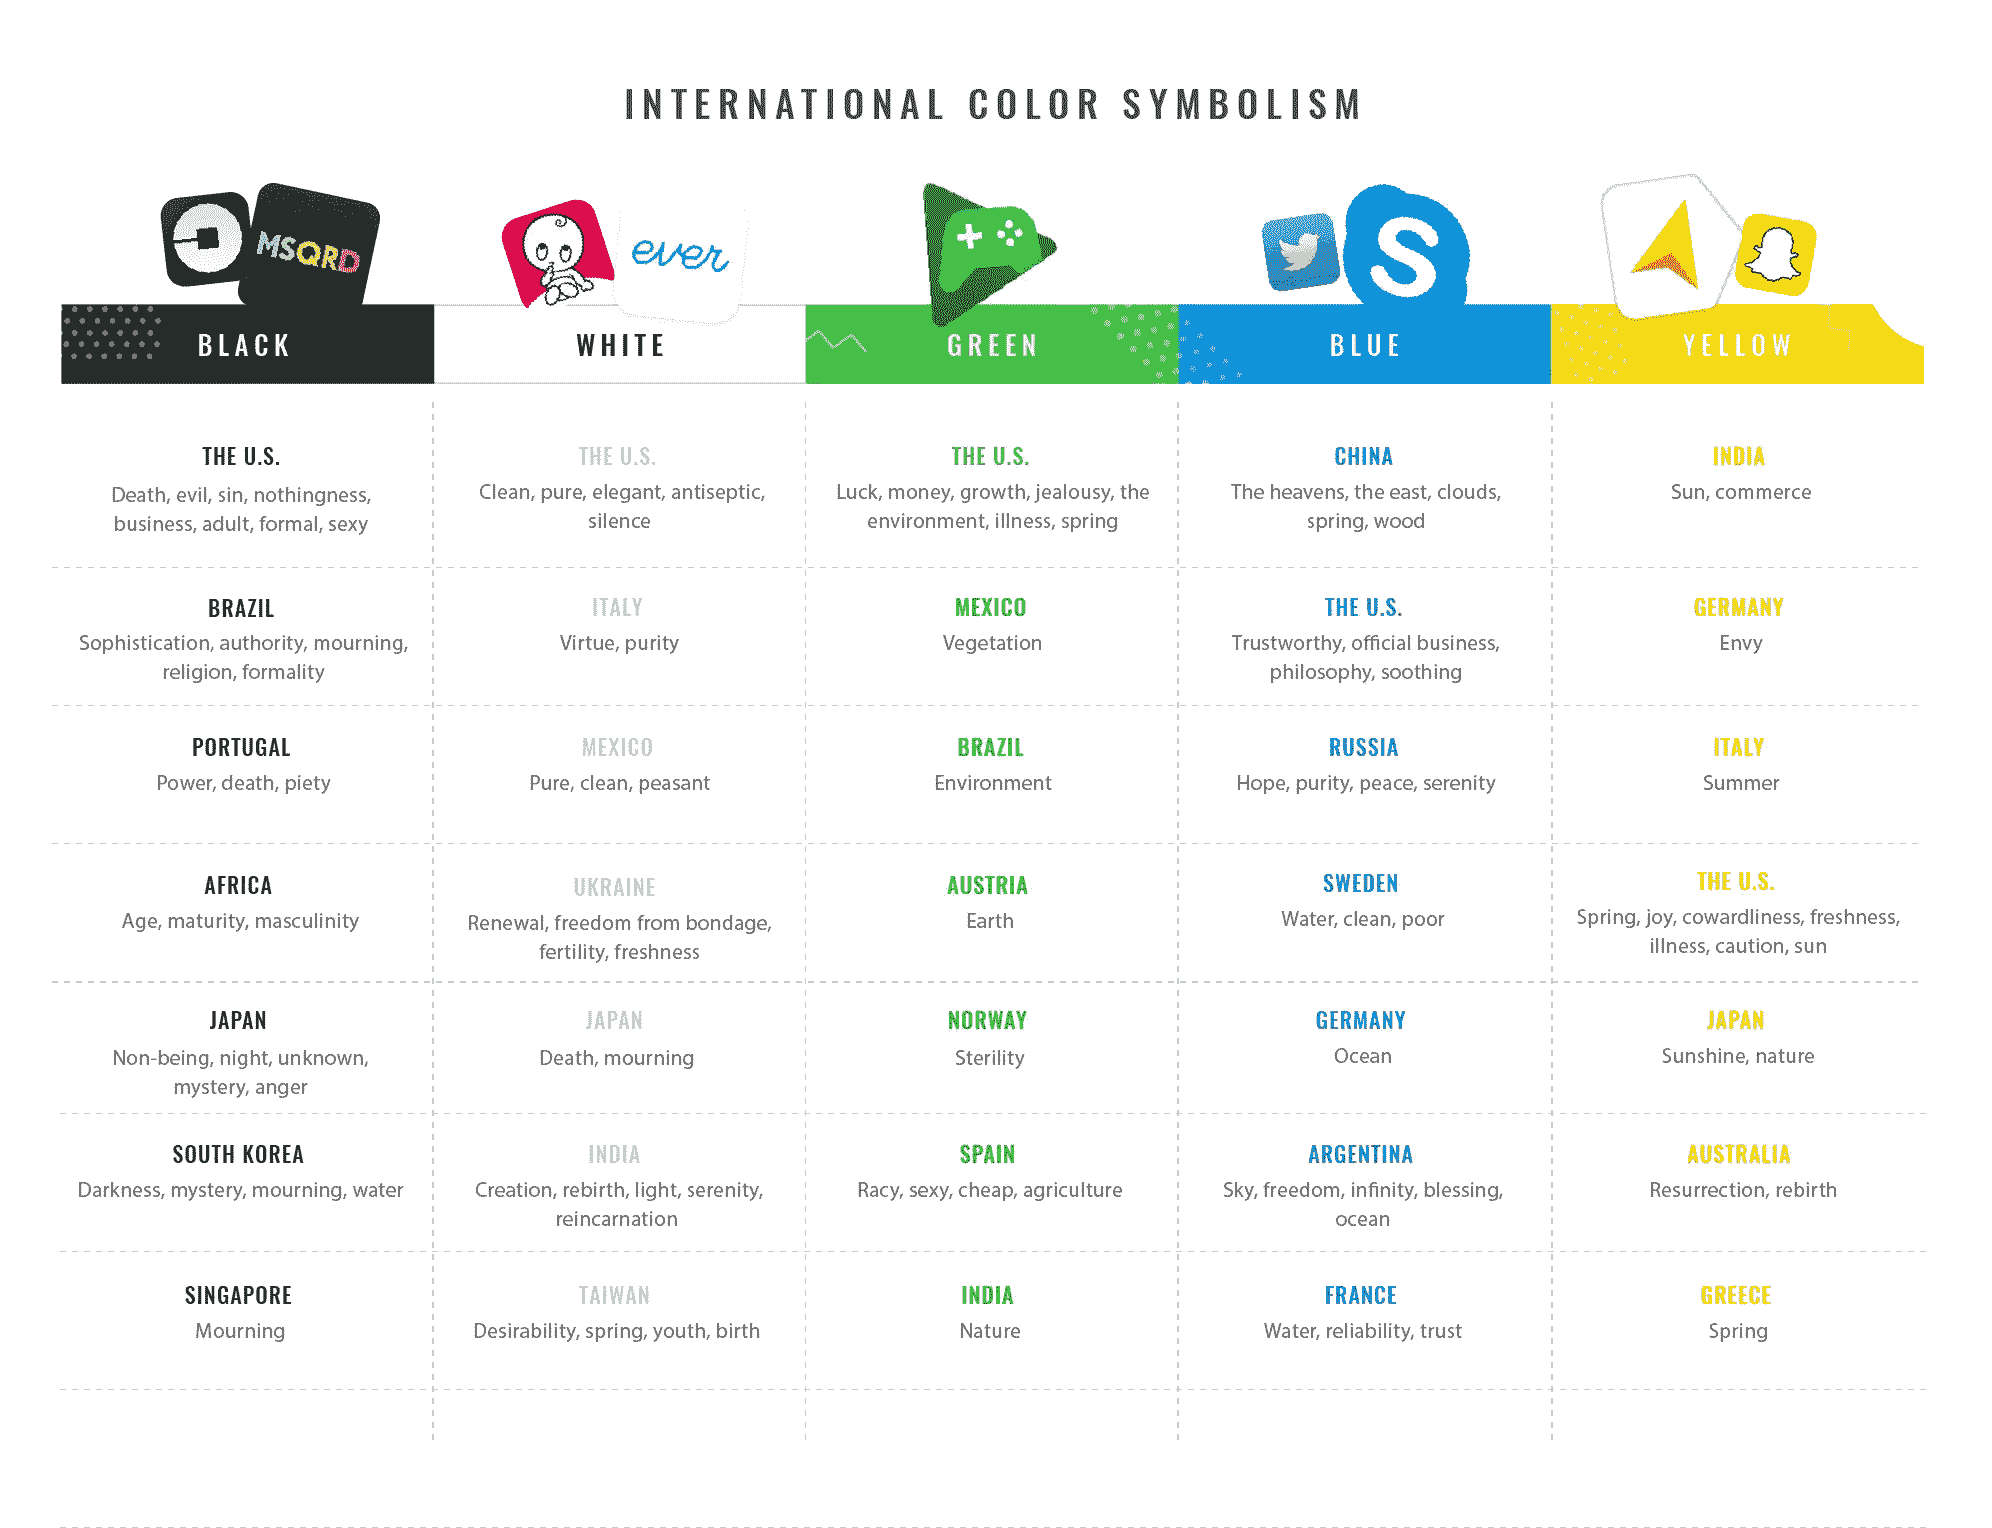 INTERNATIONAL COLOR SYMBOLISM
MSQRD
ever
S
BLACK
WHITE
GREEN
BLUE
YELLOW
THE U.S.
Death, evil, sin, nothingness,
business, adult, formal, sexy
THE U.S.
Clean, pure, elegant, antiseptic,
silence
THE U.S.
Luck, money, growth, jealousy, the
environment, illness, spring
CHINA
The heavens, the east, clouds,
spring, wood
INDIA
Sun, commerce
BRAZIL
Sophistication, authority, mourning,
religion, formality
ITALY
Virtue, purity
MEXICO
Vegetation
THE U.S.
Trustworthy, official business,
philosophy, soothing
GERMANY
Envy
PORTUGAL
Power, death, piety
MEXICO
Pure, clean, peasant
BRAZIL
Environment
RUSSIA
Hope, purity, peace, serenity
ITALY
Summer
AFRICA
Age, maturity, masculinity
UKRAINE
Renewal, freedom from bondage,
fertility, freshness
AUSTRIA
Earth
SWEDEN
Water, clean, poor
THE U.S.
Spring, joy, cowardliness, freshness,
illness, caution, sun
JAPAN
Non-being, night, unknown,
mystery, anger
JAPAN
Death, mourning
NORWAY
Sterility
GERMANY
Ocean
JAPAN
Sunshine, nature
SOUTH KOREA
Darkness, mystery, mourning, water
INDIA
Creation, rebirth, light, serenity,
reincarnation
SPAIN
Racy, sexy, cheap, agriculture
ARGENTINA
Sky, freedom, infinity, blessing,
ocean
AUSTRALIA
Resurrection, rebirth
SINGAPORE
Mourning
TAIWAN
Desirability, spring, youth, birth
INDIA
Nature
FRANCE
Water, reliability, trust
GREECE
Spring